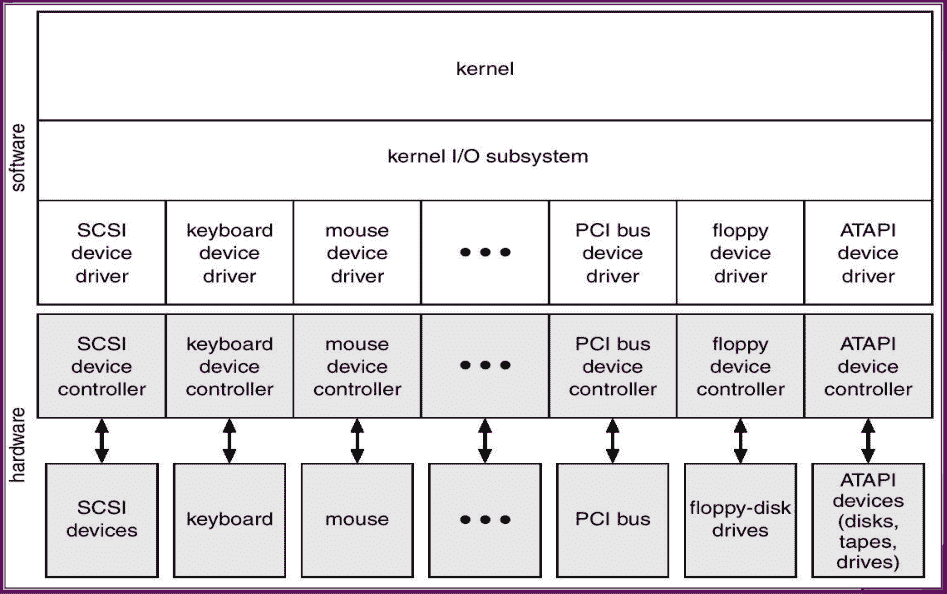 software
kernel
kernel I/O subsystem
SCSI
device
driver
keyboard
device
driver
mouse
device
driver
•••
PCI bus
device
driver
floppy
device
driver
ATAPI
device
driver
hardware
SCSI
device
controller
keyboard
device
controller
mouse
device
controller
•••
PCI bus
device
controller
floppy
device
controller
ATAPI
device
controller
SCSI
devices
keyboard
mouse
•••
PCI bus
floppy-disk
drives
ATAPI
devices
(disks,
tapes,
drives)